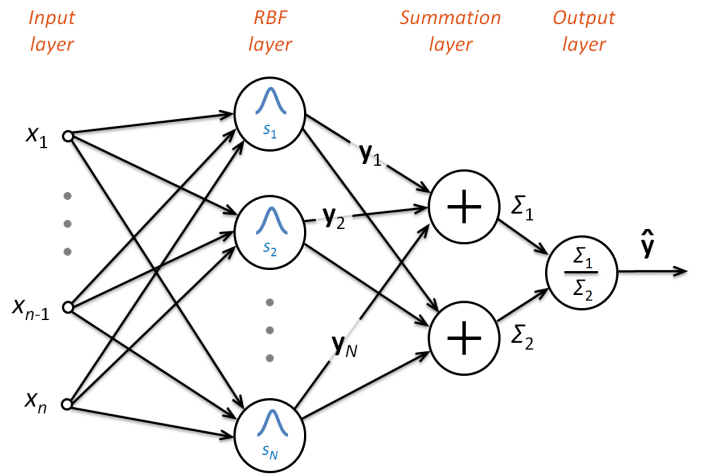 Input layer
RBF layer
Summation layer
Output layer
x1
xn-1
xn
s1
s2
sN
y1
y2
yN
+
+
Σ1
Σ2
Σ1
Σ2
ŷ